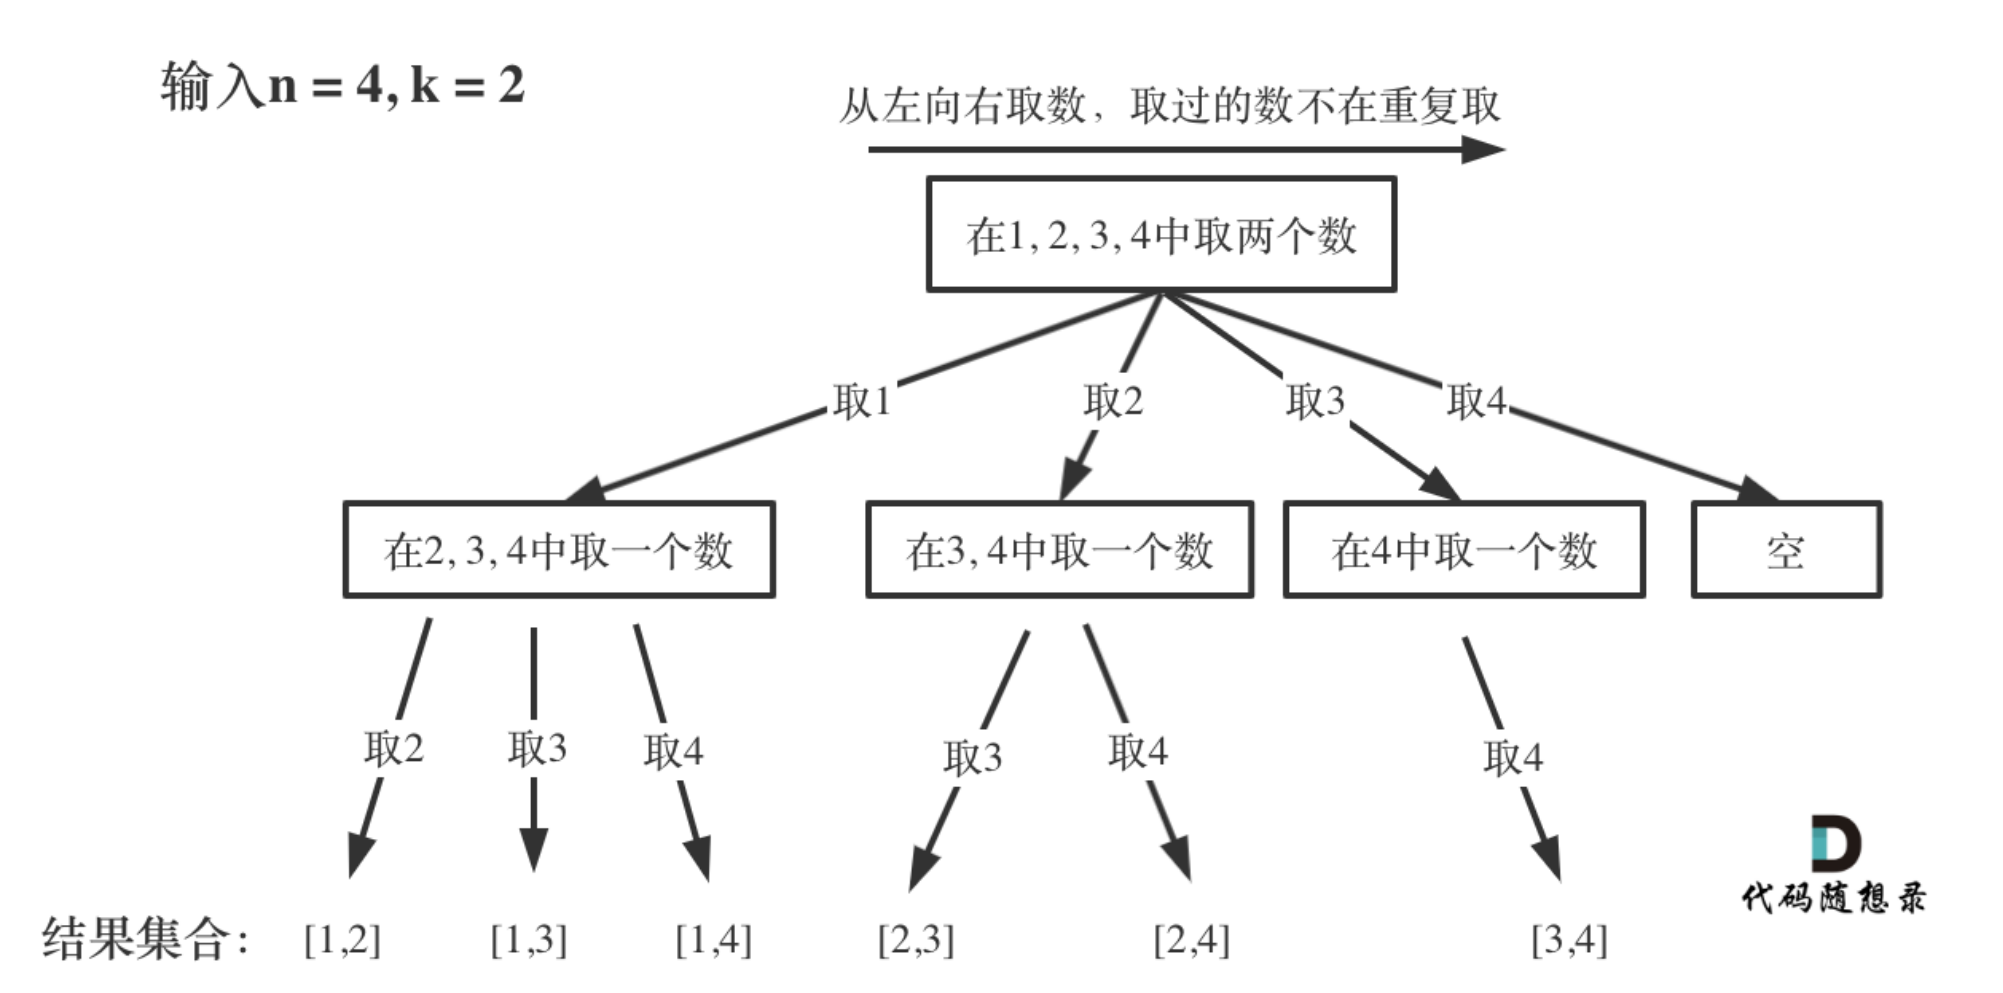 输入n = 4, k = 2
从左向右取数，取过的数不在重复取
在1, 2, 3, 4中取两个数
取1
取2
取3
取4
在2, 3, 4中取一个数
在3, 4中取一个数
在4中取一个数
空
取2
取3
取4
取3
取4
取4
代码随想录
结果集合： [1,2] [1,3] [1,4] [2,3] [2,4] [3,4]